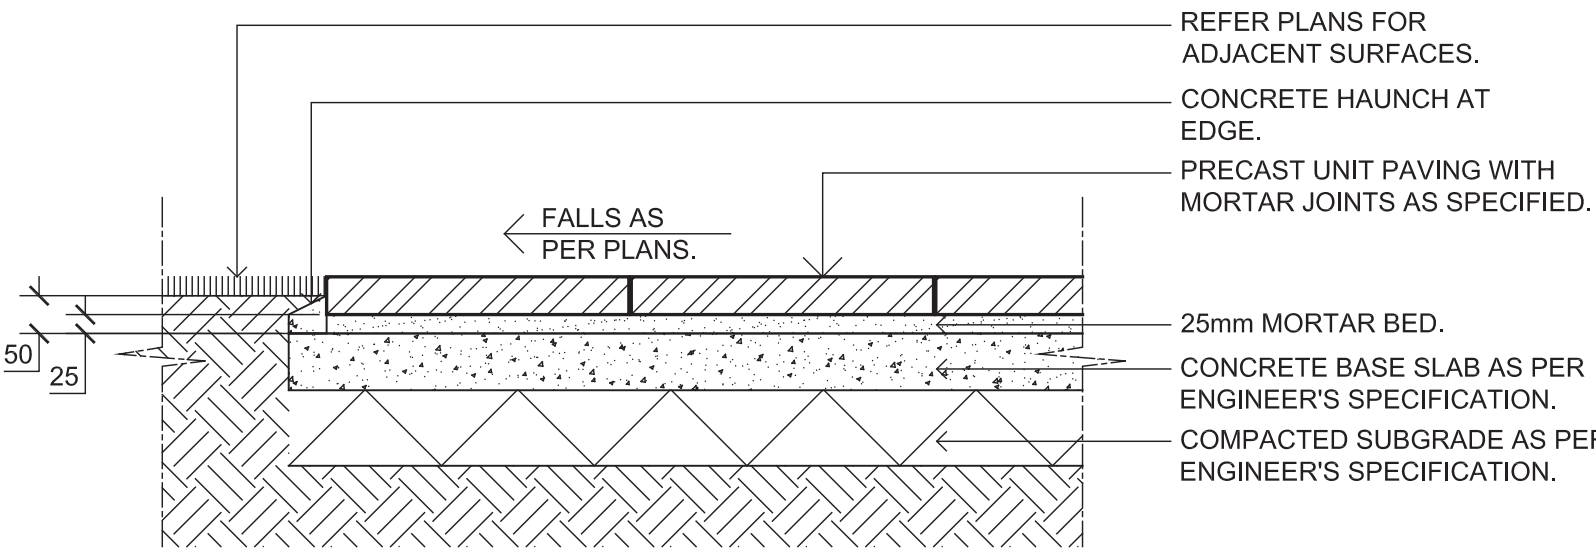 REFER PLANS FOR
ADJACENT SURFACES.
CONCRETE HAUNCH AT
EDGE.
PRECAST UNIT PAVING WITH
MORTAR JOINTS AS SPECIFIED.
FALLS AS
PER PLANS.
50
25
25mm MORTAR BED.
CONCRETE BASE SLAB AS PER
ENGINEER'S SPECIFICATION.
COMPACTED SUBGRADE AS PER
ENGINEER'S SPECIFICATION.